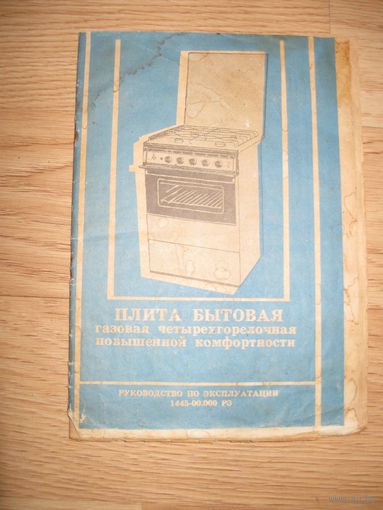 ПЛИТА БЫТОВАЯ
газовая четырехгорелочная
повышенной комфортности
РУКОВОДСТВО ПО ЭКСПЛУАТАЦИИ
1445-00.000 РЭ